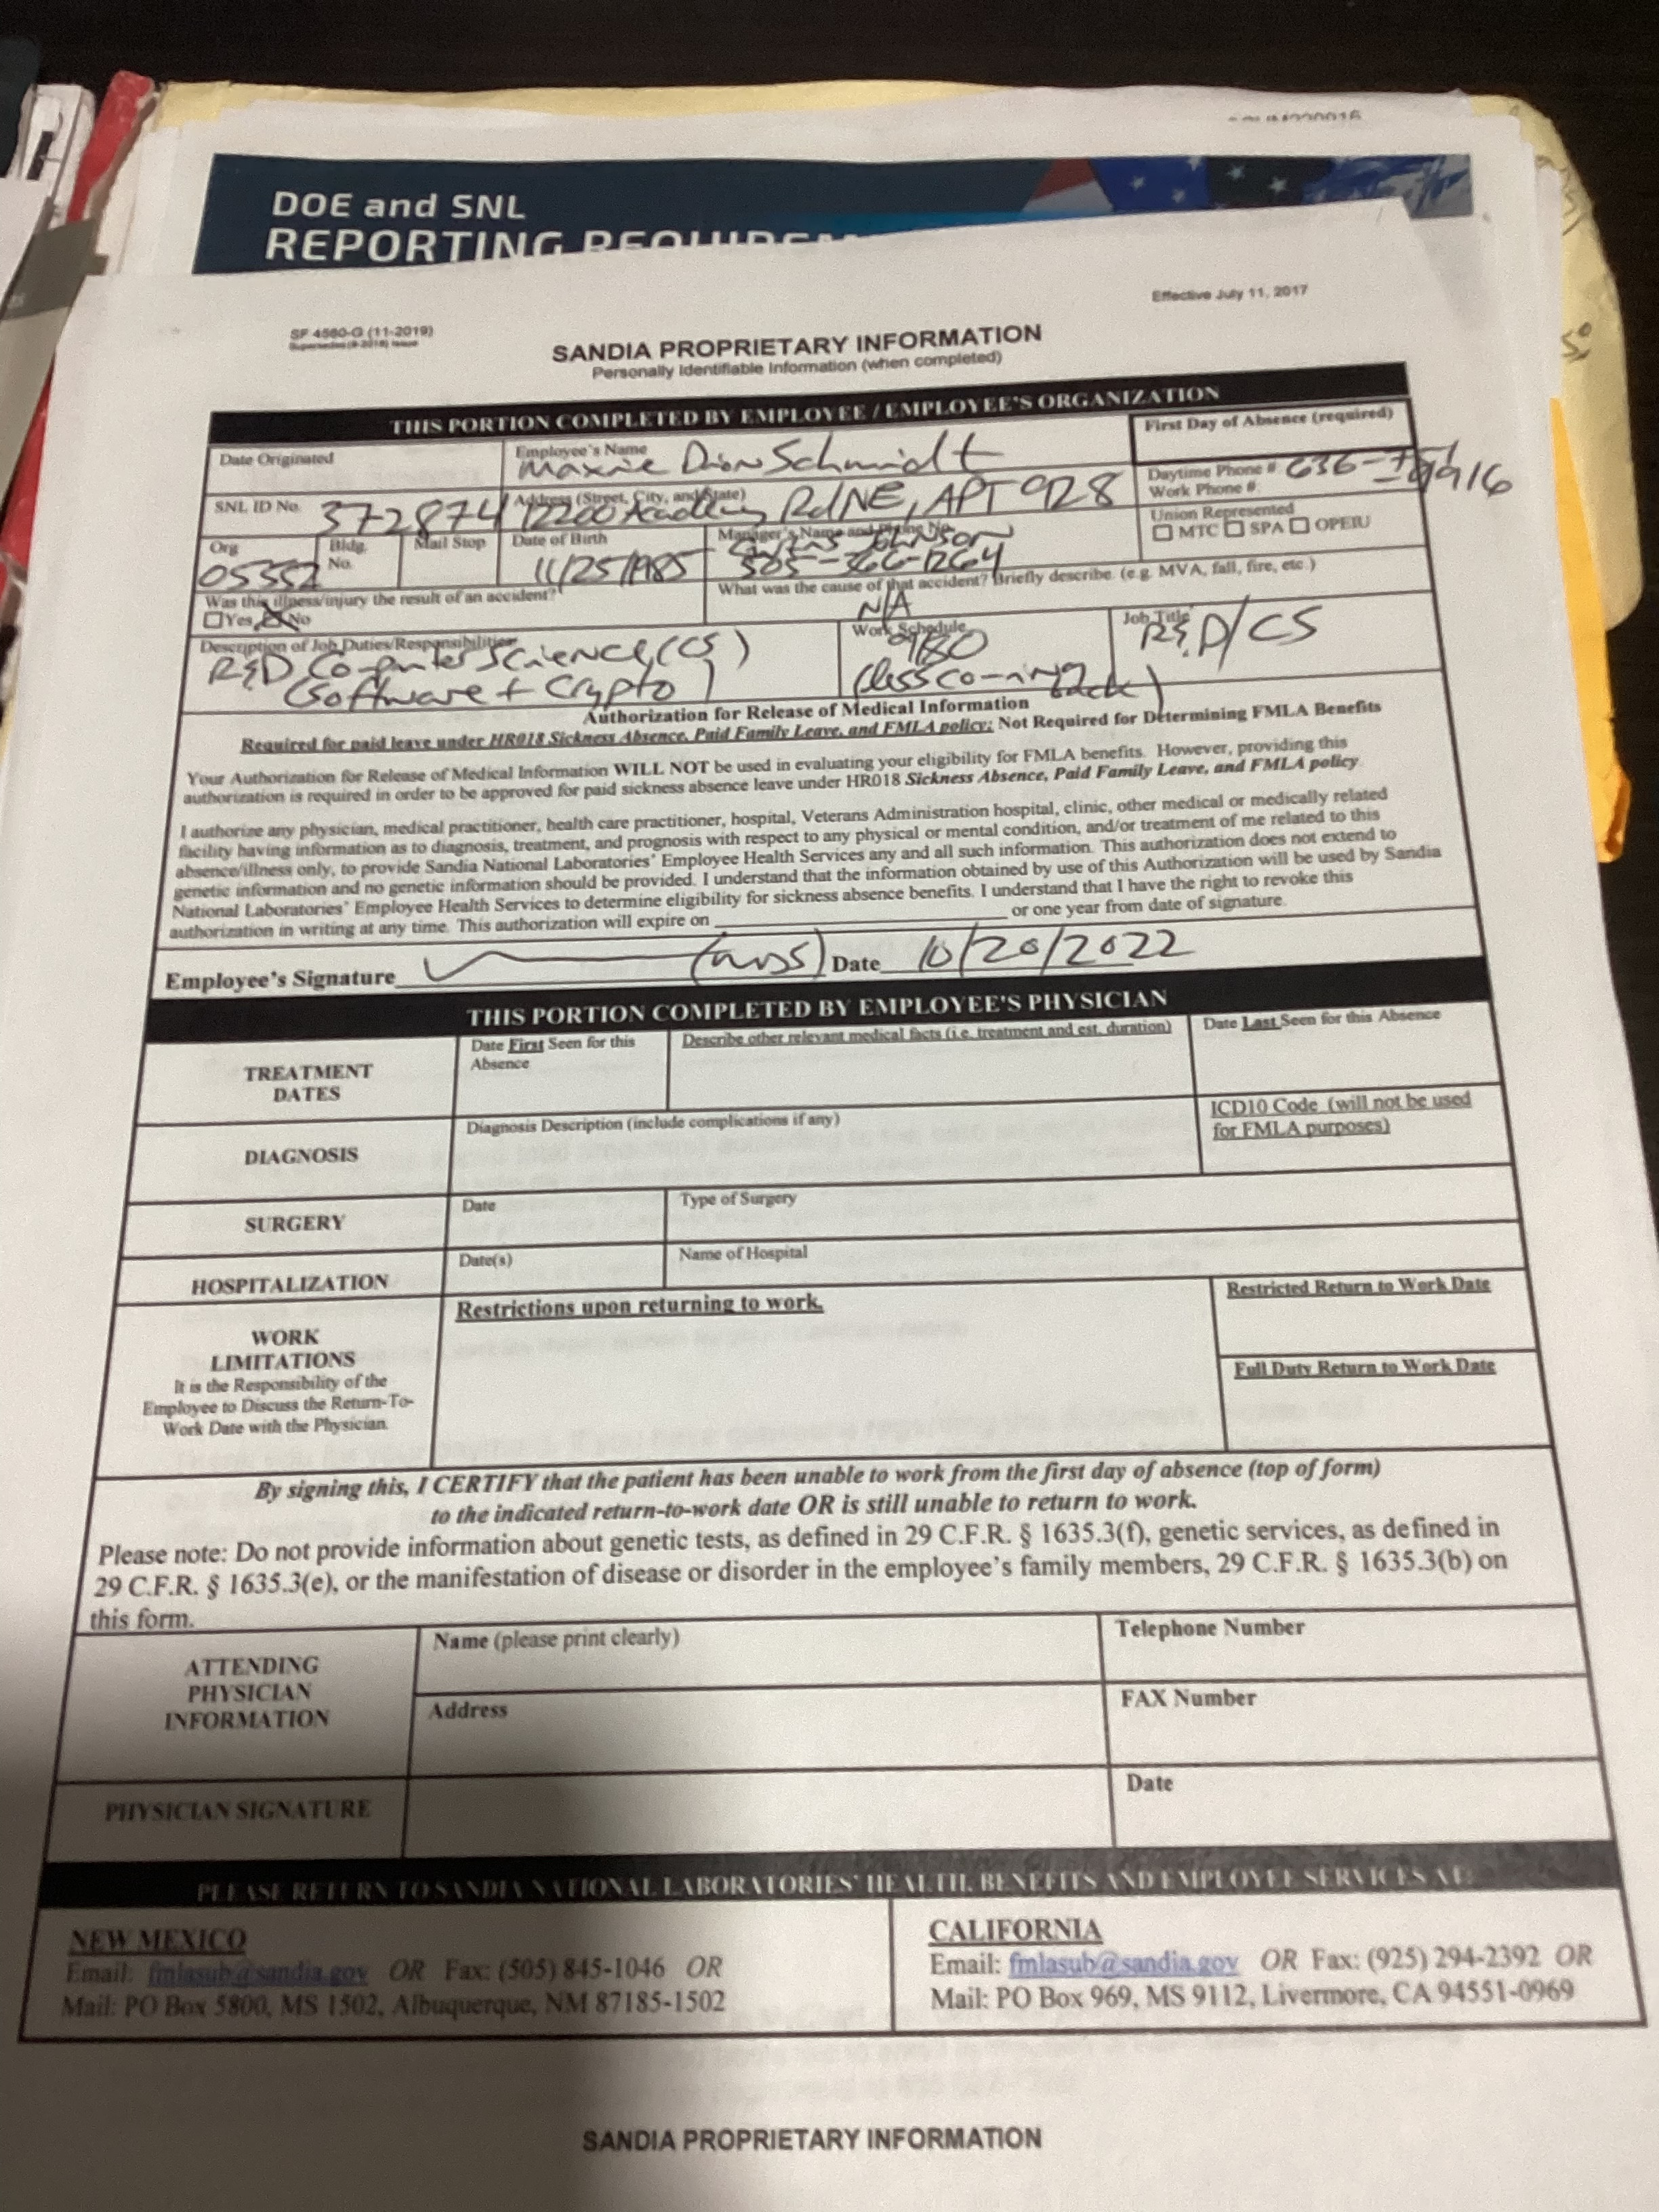 DOE and SNL
REPORTING
Effective July 11, 2017
SF 4580-G (11-2019)
Supersedes (9-2018) issue
SANDIA PROPRIETARY INFORMATION
Personally Identifiable Information (when completed)
THIS PORTION COMPLETED BY EMPLOYEE / EMPLOYEE'S ORGANIZATION
Date Originated
Employee's Name
Dion Schmidt
First Day of Absence (required)
SNL ID No. 372874
Address (Street, City, and State)
12200 Academy Rd NE, APT 928
Daytime Phone # 636-
Work Phone #:
Org
05352
Bldg. No.
Mail Stop
Date of Birth
11/25/1985
Manager's Name and Phone No.
Johnson
505-366-1264
Union Represented
MTC SPA OPEIU
Was this illness/injury the result of an accident?
Yes No
What was the cause of that accident? Briefly describe. (e.g. MVA, fall, fire, etc.)
N/A
Description of Job Duties/Responsibilities
R&D Computer Science (CS)
(Software + Crypto)
Work Schedule
9/80
Job Title
R&D/CS
Authorization for Release of Medical Information
Required for paid leave under HR018 Sickness Absence, Paid Family Leave, and FMLA policy; Not Required for Determining FMLA Benefits
Your Authorization for Release of Medical Information WILL NOT be used in evaluating your eligibility for FMLA benefits. However, providing this
authorization is required in order to be approved for paid sickness absence leave under HR018 Sickness Absence, Paid Family Leave, and FMLA policy.
I authorize any physician, medical practitioner, health care practitioner, hospital, Veterans Administration hospital, clinic, other medical or medically related
facility having information as to diagnosis, treatment, and prognosis with respect to any physical or mental condition, and/or treatment of me related to this
absence/illness only, to provide Sandia National Laboratories' Employee Health Services any and all such information. This authorization does not extend to
genetic information and no genetic information should be provided. I understand that the information obtained by use of this Authorization will be used by Sandia
National Laboratories' Employee Health Services to determine eligibility for sickness absence benefits. I understand that I have the right to revoke this
authorization in writing at any time. This authorization will expire on or one year from date of signature.
Employee's Signature (MDS) Date 10/20/2022
THIS PORTION COMPLETED BY EMPLOYEE'S PHYSICIAN
TREATMENT
DATES
Date First Seen for this
Absence
Describe other relevant medical facts (i.e. treatment and est. duration)
Date Last Seen for this Absence
DIAGNOSIS
Diagnosis Description (include complications if any)
ICD10 Code (will not be used
for FMLA purposes)
SURGERY
Date
Type of Surgery
HOSPITALIZATION
Date(s)
Name of Hospital
WORK
LIMITATIONS
It is the Responsibility of the
Employee to Discuss the Return-To-
Work Date with the Physician.
Restrictions upon returning to work.
Restricted Return to Work Date
Full Duty Return to Work Date
By signing this, I CERTIFY that the patient has been unable to work from the first day of absence (top of form)
to the indicated return-to-work date OR is still unable to return to work.
Please note: Do not provide information about genetic tests, as defined in 29 C.F.R. § 1635.3(f), genetic services, as defined in
29 C.F.R. § 1635.3(e), or the manifestation of disease or disorder in the employee's family members, 29 C.F.R. § 1635.3(b) on
this form.
ATTENDING
PHYSICIAN
INFORMATION
Name (please print clearly)
Telephone Number
Address
FAX Number
PHYSICIAN SIGNATURE
Date
PLEASE RETURN TO SANDIA NATIONAL LABORATORIES' HEALTH, BENEFITS AND EMPLOYEE SERVICES AT:
NEW MEXICO
Email: fmlasub@sandia.gov OR Fax: (505) 845-1046 OR
Mail: PO Box 5800, MS 1502, Albuquerque, NM 87185-1502
CALIFORNIA
Email: fmlasub@sandia.gov OR Fax: (925) 294-2392 OR
Mail: PO Box 969, MS 9112, Livermore, CA 94551-0969
SANDIA PROPRIETARY INFORMATION